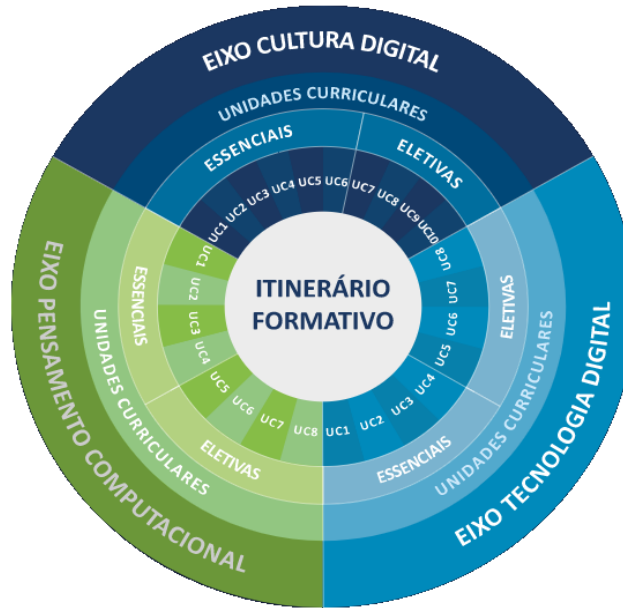 EIXO CULTURA DIGITAL
UNIDADES CURRICULARES
ESSENCIAIS
ELETIVAS
UC1
UC2
UC3
UC4
UC5
UC6
UC7
UC8
UC9
UC10
EIXO TECNOLOGIA DIGITAL
UNIDADES CURRICULARES
ELETIVAS
ESSENCIAIS
UC8
UC7
UC6
UC5
UC4
UC3
UC2
UC1
EIXO PENSAMENTO COMPUTACIONAL
UNIDADES CURRICULARES
ESSENCIAIS
ELETIVAS
UC1
UC2
UC3
UC4
UC5
UC6
UC7
UC8
ITINERÁRIO
FORMATIVO